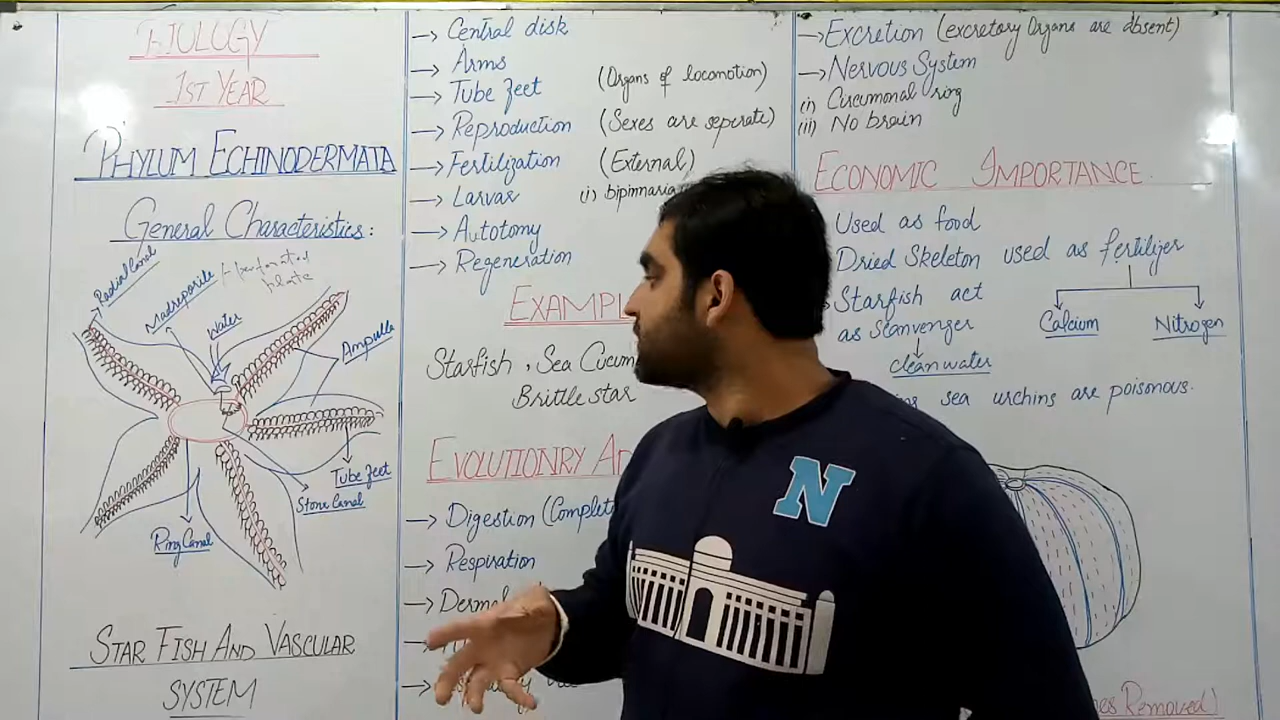 BIOLOGY
1ST YEAR
PHYLUM ECHINODERMATA
General Characteristics:
Radial Canal
Madreporite
perforated
plate
Water
Ampulla
Tube feet
Stone Canal
Ring Canal
STAR FISH AND VASCULAR
SYSTEM
→ Central disk
→ Arms
→ Tube feet (Organs of locomotion)
→ Reproduction (Sexes are seperate)
→ Fertilization (External)
→ Larvae (i) bipinnaria
→ Autotomy
→ Regeneration
EXAMPL
Starfish, Sea Cucum
Brittle star
EVOLUTIONRY AD
→ Digestion (Complet
→ Respiration
→ Dermal
→ Excretion (excretory Organs are absent)
→ Nervous System
(i) Circumonal ring
(ii) No brain
ECONOMIC IMPORTANCE
Used as food
Dried Skeleton used as fertilizer
Calcium Nitrogen
Starfish act
as Scanvenger
clean water
sea urchins are poisonous.
N
es Removed)